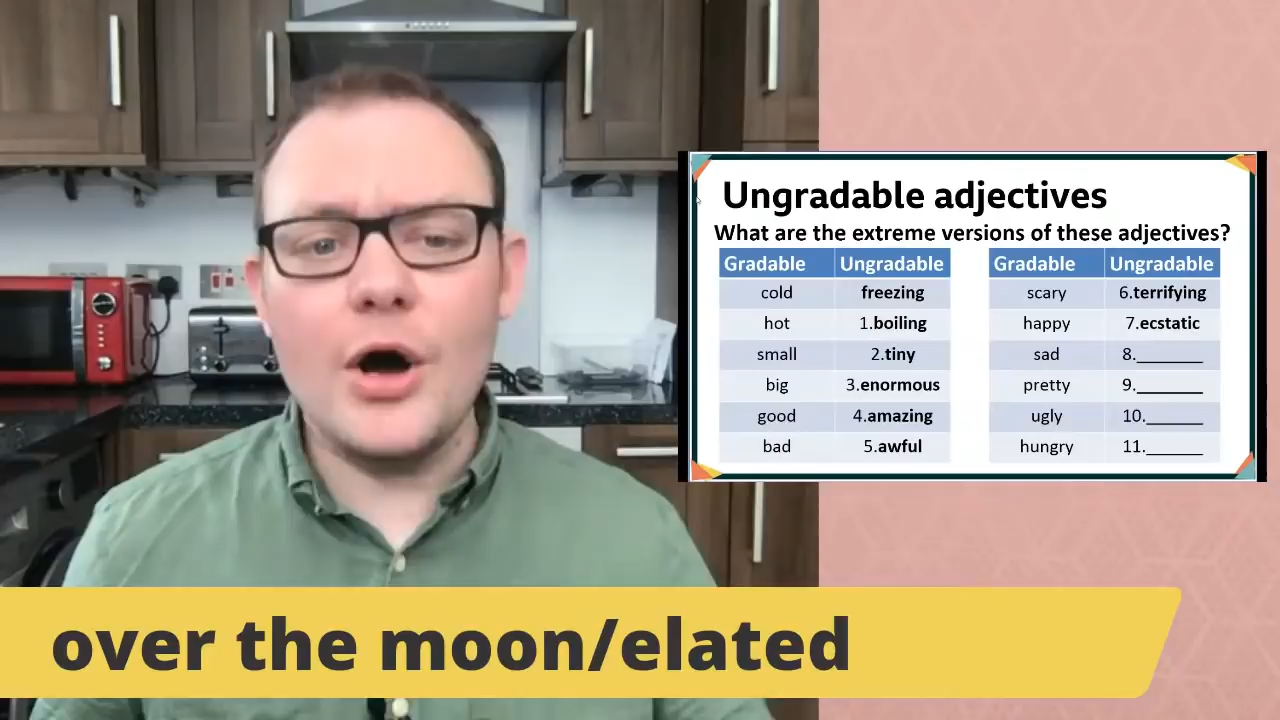 Ungradable adjectives
What are the extreme versions of these adjectives?
Gradable Ungradable
cold freezing
hot 1.boiling
small 2.tiny
big 3.enormous
good 4.amazing
bad 5.awful
Gradable Ungradable
scary 6.terrifying
happy 7.ecstatic
sad 8._______
pretty 9._______
ugly 10.______
hungry 11.______
over the moon/elated